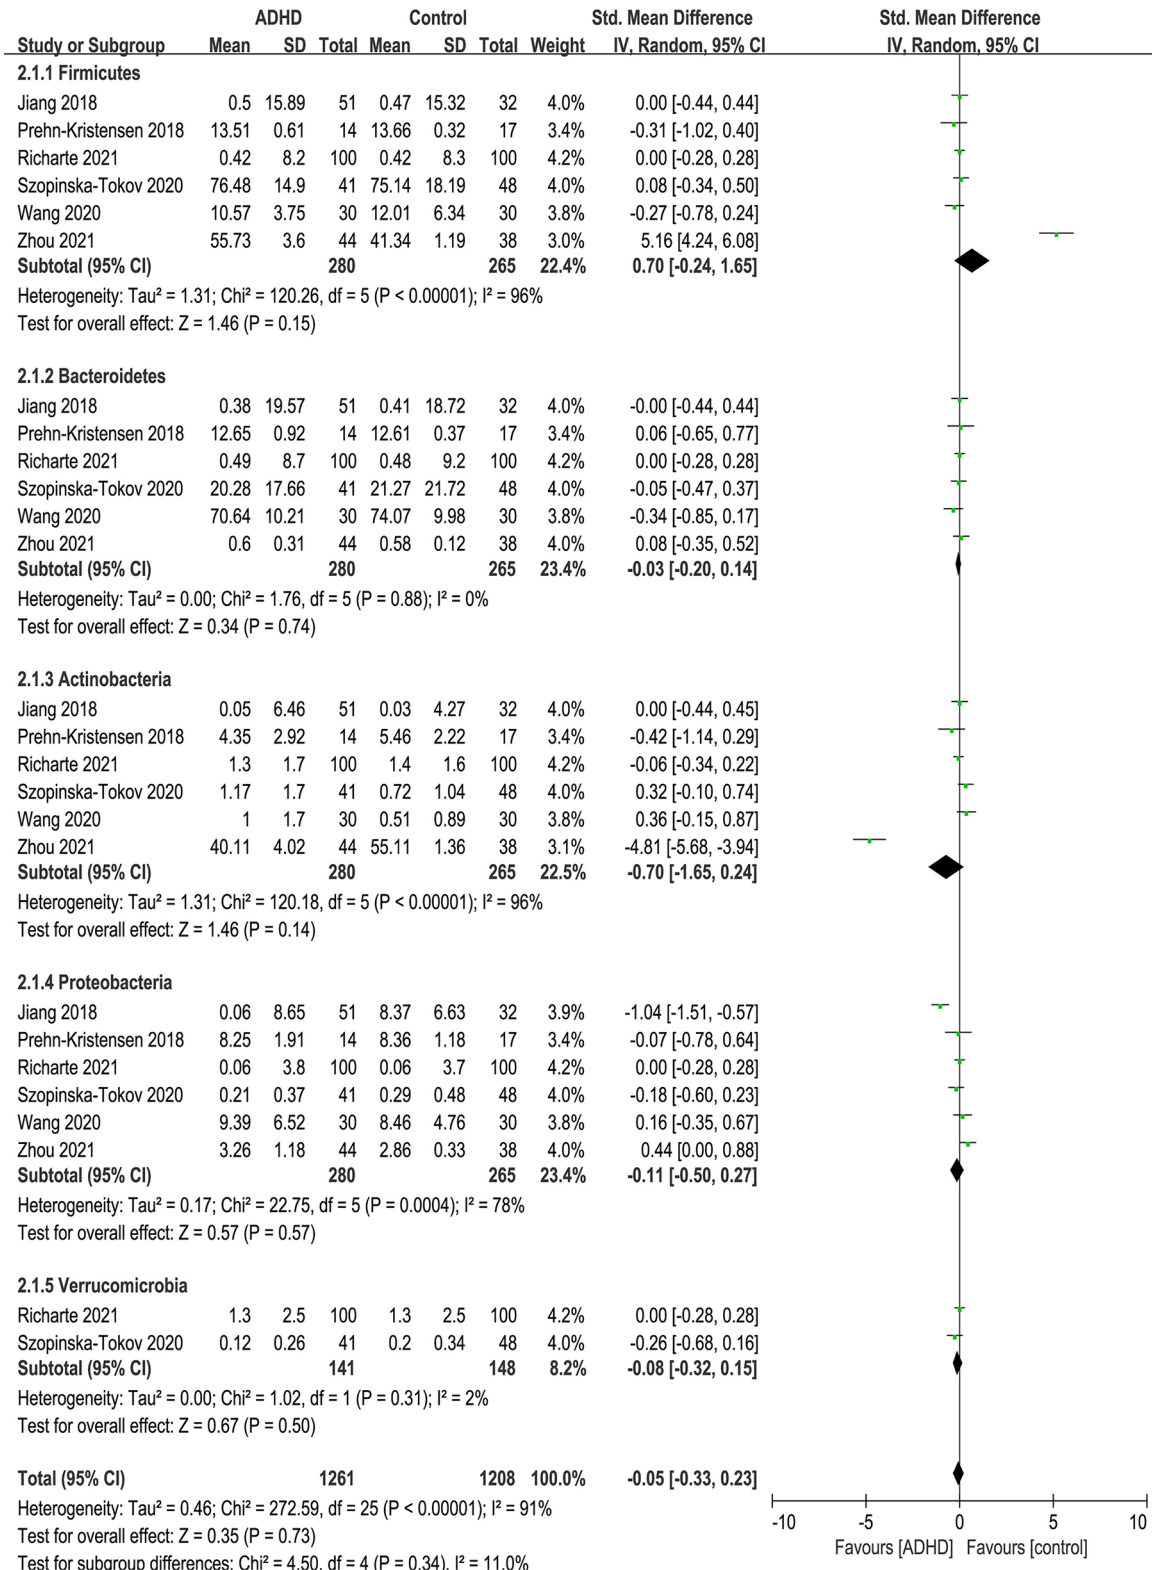 ADHD Control Std. Mean Difference Std. Mean Difference
Study or Subgroup Mean SD Total Mean SD Total Weight IV, Random, 95% CI IV, Random, 95% CI
2.1.1 Firmicutes
Jiang 2018 0.5 15.89 51 0.47 15.32 32 4.0% 0.00 [-0.44, 0.44]
Prehn-Kristensen 2018 13.51 0.61 14 13.66 0.32 17 3.4% -0.31 [-1.02, 0.40]
Richarte 2021 0.42 8.2 100 0.42 8.3 100 4.2% 0.00 [-0.28, 0.28]
Szopinska-Tokov 2020 76.48 14.9 41 75.14 18.19 48 4.0% 0.08 [-0.34, 0.50]
Wang 2020 10.57 3.75 30 12.01 6.34 30 3.8% -0.27 [-0.78, 0.24]
Zhou 2021 55.73 3.6 44 41.34 1.19 38 3.0% 5.16 [4.24, 6.08]
Subtotal (95% CI) 280 265 22.4% 0.70 [-0.24, 1.65]
Heterogeneity: Tau² = 1.31; Chi² = 120.26, df = 5 (P < 0.00001); I² = 96%
Test for overall effect: Z = 1.46 (P = 0.15)
2.1.2 Bacteroidetes
Jiang 2018 0.38 19.57 51 0.41 18.72 32 4.0% -0.00 [-0.44, 0.44]
Prehn-Kristensen 2018 12.65 0.92 14 12.61 0.37 17 3.4% 0.06 [-0.65, 0.77]
Richarte 2021 0.49 8.7 100 0.48 9.2 100 4.2% 0.00 [-0.28, 0.28]
Szopinska-Tokov 2020 20.28 17.66 41 21.27 21.72 48 4.0% -0.05 [-0.47, 0.37]
Wang 2020 70.64 10.21 30 74.07 9.98 30 3.8% -0.34 [-0.85, 0.17]
Zhou 2021 0.6 0.31 44 0.58 0.12 38 4.0% 0.08 [-0.35, 0.52]
Subtotal (95% CI) 280 265 23.4% -0.03 [-0.20, 0.14]
Heterogeneity: Tau² = 0.00; Chi² = 1.76, df = 5 (P = 0.88); I² = 0%
Test for overall effect: Z = 0.34 (P = 0.74)
2.1.3 Actinobacteria
Jiang 2018 0.05 6.46 51 0.03 4.27 32 4.0% 0.00 [-0.44, 0.45]
Prehn-Kristensen 2018 4.35 2.92 14 5.46 2.22 17 3.4% -0.42 [-1.14, 0.29]
Richarte 2021 1.3 1.7 100 1.4 1.6 100 4.2% -0.06 [-0.34, 0.22]
Szopinska-Tokov 2020 1.17 1.7 41 0.72 1.04 48 4.0% 0.32 [-0.10, 0.74]
Wang 2020 1 1.7 30 0.51 0.89 30 3.8% 0.36 [-0.15, 0.87]
Zhou 2021 40.11 4.02 44 55.11 1.36 38 3.1% -4.81 [-5.68, -3.94]
Subtotal (95% CI) 280 265 22.5% -0.70 [-1.65, 0.24]
Heterogeneity: Tau² = 1.31; Chi² = 120.18, df = 5 (P < 0.00001); I² = 96%
Test for overall effect: Z = 1.46 (P = 0.14)
2.1.4 Proteobacteria
Jiang 2018 0.06 8.65 51 8.37 6.63 32 3.9% -1.04 [-1.51, -0.57]
Prehn-Kristensen 2018 8.25 1.91 14 8.36 1.18 17 3.4% -0.07 [-0.78, 0.64]
Richarte 2021 0.06 3.8 100 0.06 3.7 100 4.2% 0.00 [-0.28, 0.28]
Szopinska-Tokov 2020 0.21 0.37 41 0.29 0.48 48 4.0% -0.18 [-0.60, 0.23]
Wang 2020 9.39 6.52 30 8.46 4.76 30 3.8% 0.16 [-0.35, 0.67]
Zhou 2021 3.26 1.18 44 2.86 0.33 38 4.0% 0.44 [0.00, 0.88]
Subtotal (95% CI) 280 265 23.4% -0.11 [-0.50, 0.27]
Heterogeneity: Tau² = 0.17; Chi² = 22.75, df = 5 (P = 0.0004); I² = 78%
Test for overall effect: Z = 0.57 (P = 0.57)
2.1.5 Verrucomicrobia
Richarte 2021 1.3 2.5 100 1.3 2.5 100 4.2% 0.00 [-0.28, 0.28]
Szopinska-Tokov 2020 0.12 0.26 41 0.2 0.34 48 4.0% -0.26 [-0.68, 0.16]
Subtotal (95% CI) 141 148 8.2% -0.08 [-0.32, 0.15]
Heterogeneity: Tau² = 0.00; Chi² = 1.02, df = 1 (P = 0.31); I² = 2%
Test for overall effect: Z = 0.67 (P = 0.50)
Total (95% CI) 1261 1208 100.0% -0.05 [-0.33, 0.23]
Heterogeneity: Tau² = 0.46; Chi² = 272.59, df = 25 (P < 0.00001); I² = 91%
Test for overall effect: Z = 0.35 (P = 0.73)
Test for subgroup differences: Chi² = 4.50, df = 4 (P = 0.34), I² = 11.0%
-10 -5 0 5 10
Favours [ADHD] Favours [control]